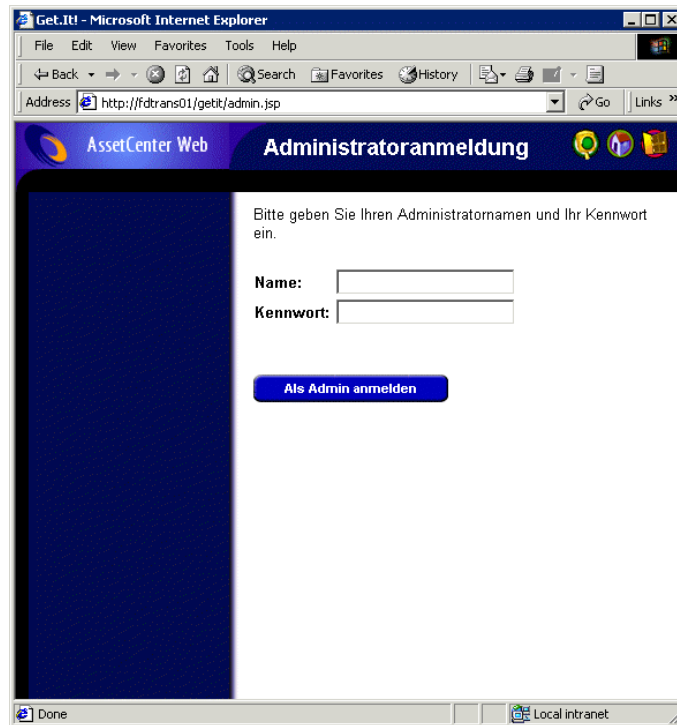 Get.It! - Microsoft Internet Explorer
File Edit View Favorites Tools Help
Back Search Favorites History
Address http://fdtrans01/getit/admin.jsp Go Links »
AssetCenter Web Administratoranmeldung
Bitte geben Sie Ihren Administratornamen und Ihr Kennwort
ein.
Name:
Kennwort:
Als Admin anmelden
Done Local intranet